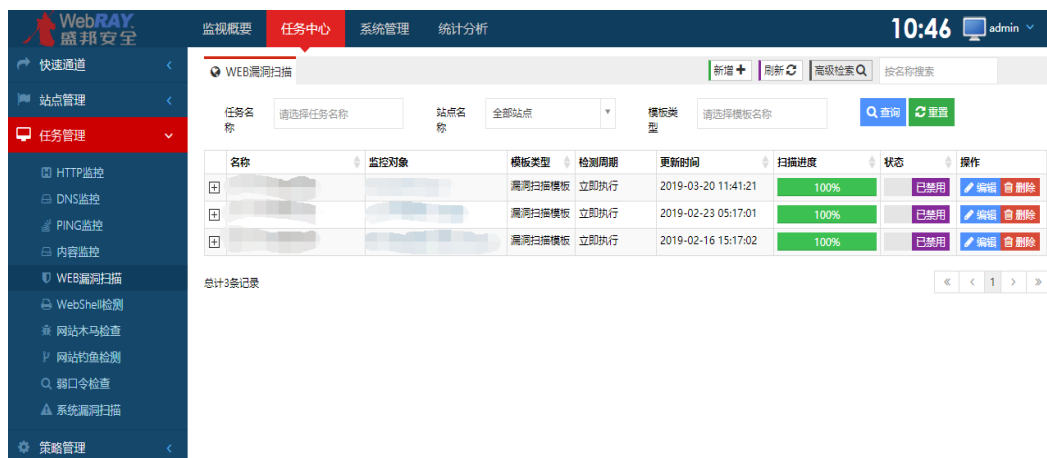 WebRAY.
盛邦安全
监视概要 任务中心 系统管理 统计分析 10:46 admin
快速通道
站点管理
任务管理
HTTP监控
DNS监控
PING监控
内容监控
WEB漏洞扫描
WebShell检测
网站木马检查
网站钓鱼检测
弱口令检查
系统漏洞扫描
策略管理
WEB漏洞扫描 新增 刷新 高级检索 按名称搜索
任务名称 请选择任务名称 站点名称 全部站点 模板类型 请选择模板名称 查询 重置
名称 监控对象 模板类型 检测周期 更新时间 扫描进度 状态 操作
漏洞扫描模板 立即执行 2019-03-20 11:41:21 100% 已禁用 编辑 删除
漏洞扫描模板 立即执行 2019-02-23 05:17:01 100% 已禁用 编辑 删除
漏洞扫描模板 立即执行 2019-02-16 15:17:02 100% 已禁用 编辑 删除
总计3条记录 « < 1 > »